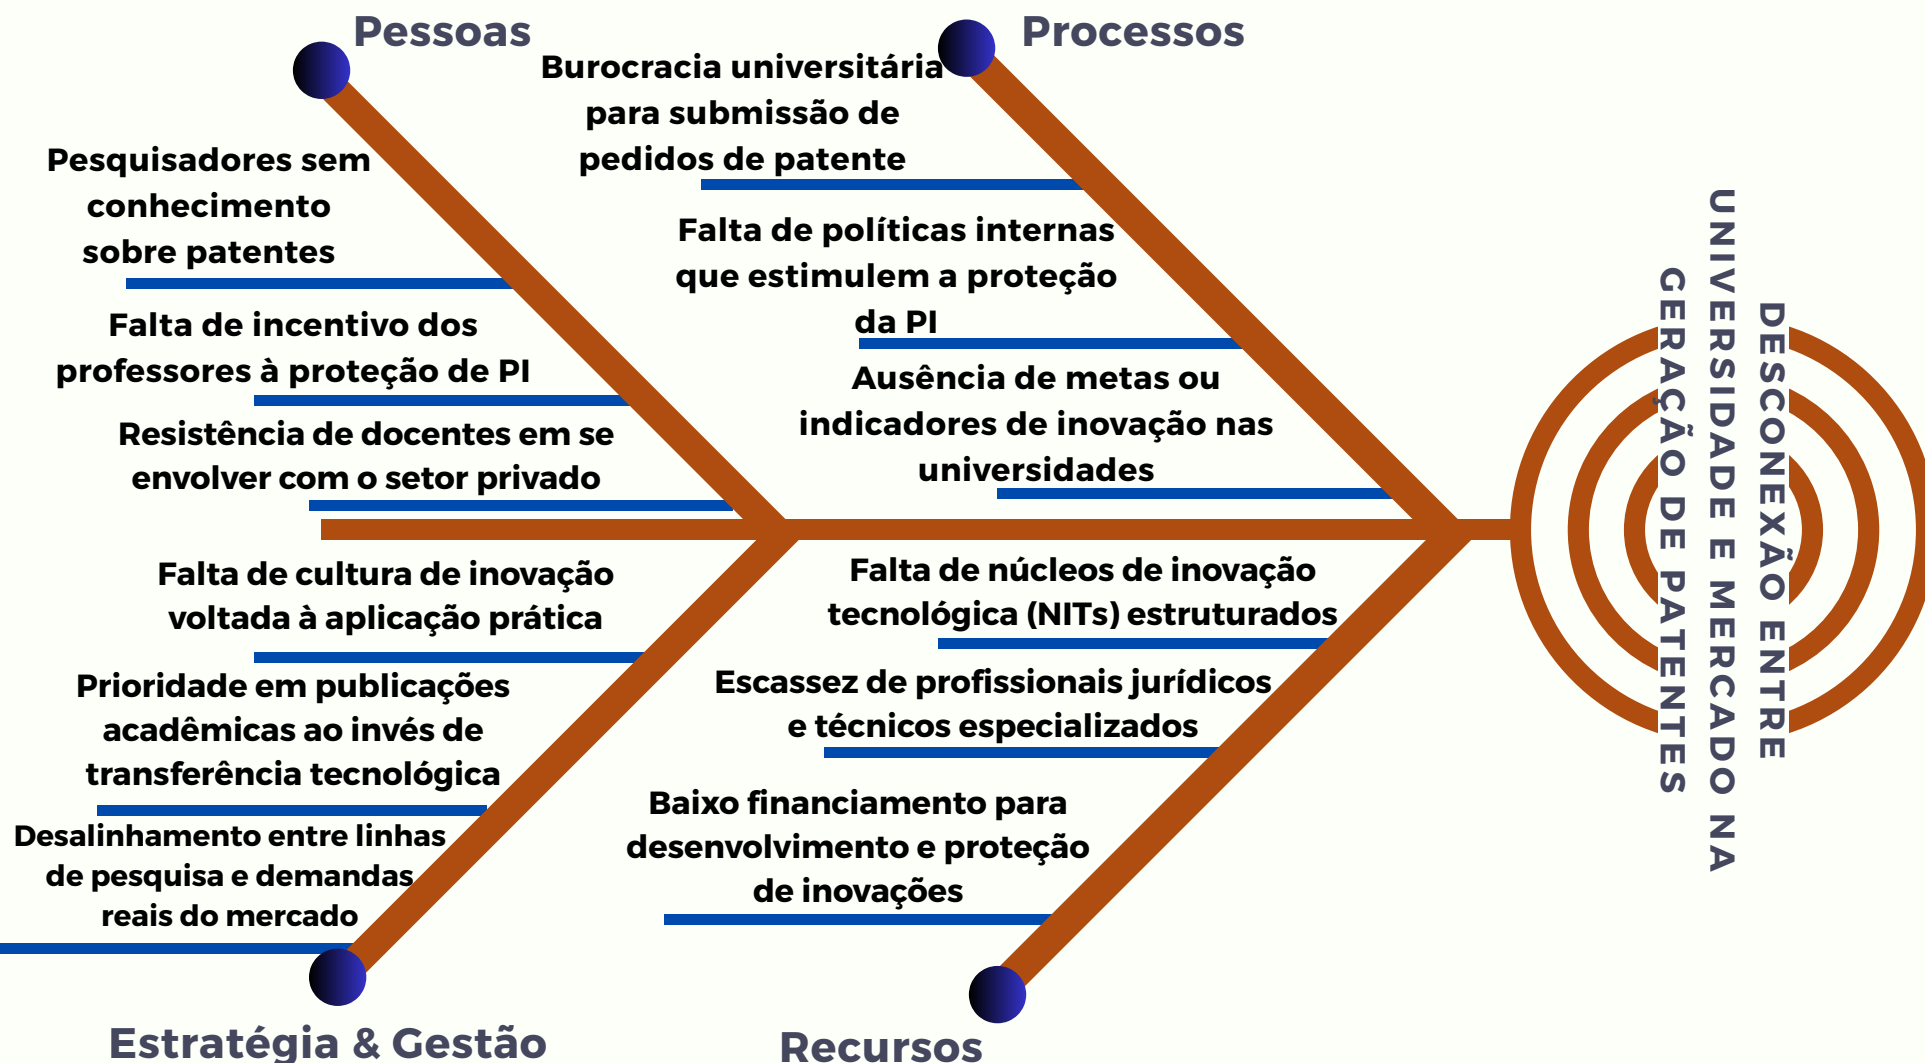 Pessoas
Pesquisadores sem
conhecimento
sobre patentes
Falta de incentivo dos
professores à proteção de PI
Resistência de docentes em se
envolver com o setor privado
Processos
Burocracia universitária
para submissão de
pedidos de patente
Falta de políticas internas
que estimulem a proteção
da PI
Ausência de metas ou
indicadores de inovação nas
universidades
Falta de cultura de inovação
voltada à aplicação prática
Prioridade em publicações
acadêmicas ao invés de
transferência tecnológica
Desalinhamento entre linhas
de pesquisa e demandas
reais do mercado
Estratégia & Gestão
Falta de núcleos de inovação
tecnológica (NITs) estruturados
Escassez de profissionais jurídicos
e técnicos especializados
Baixo financiamento para
desenvolvimento e proteção
de inovações
Recursos
DESCONEXÃO ENTRE
UNIVERSIDADE E MERCADO NA
GERAÇÃO DE PATENTES